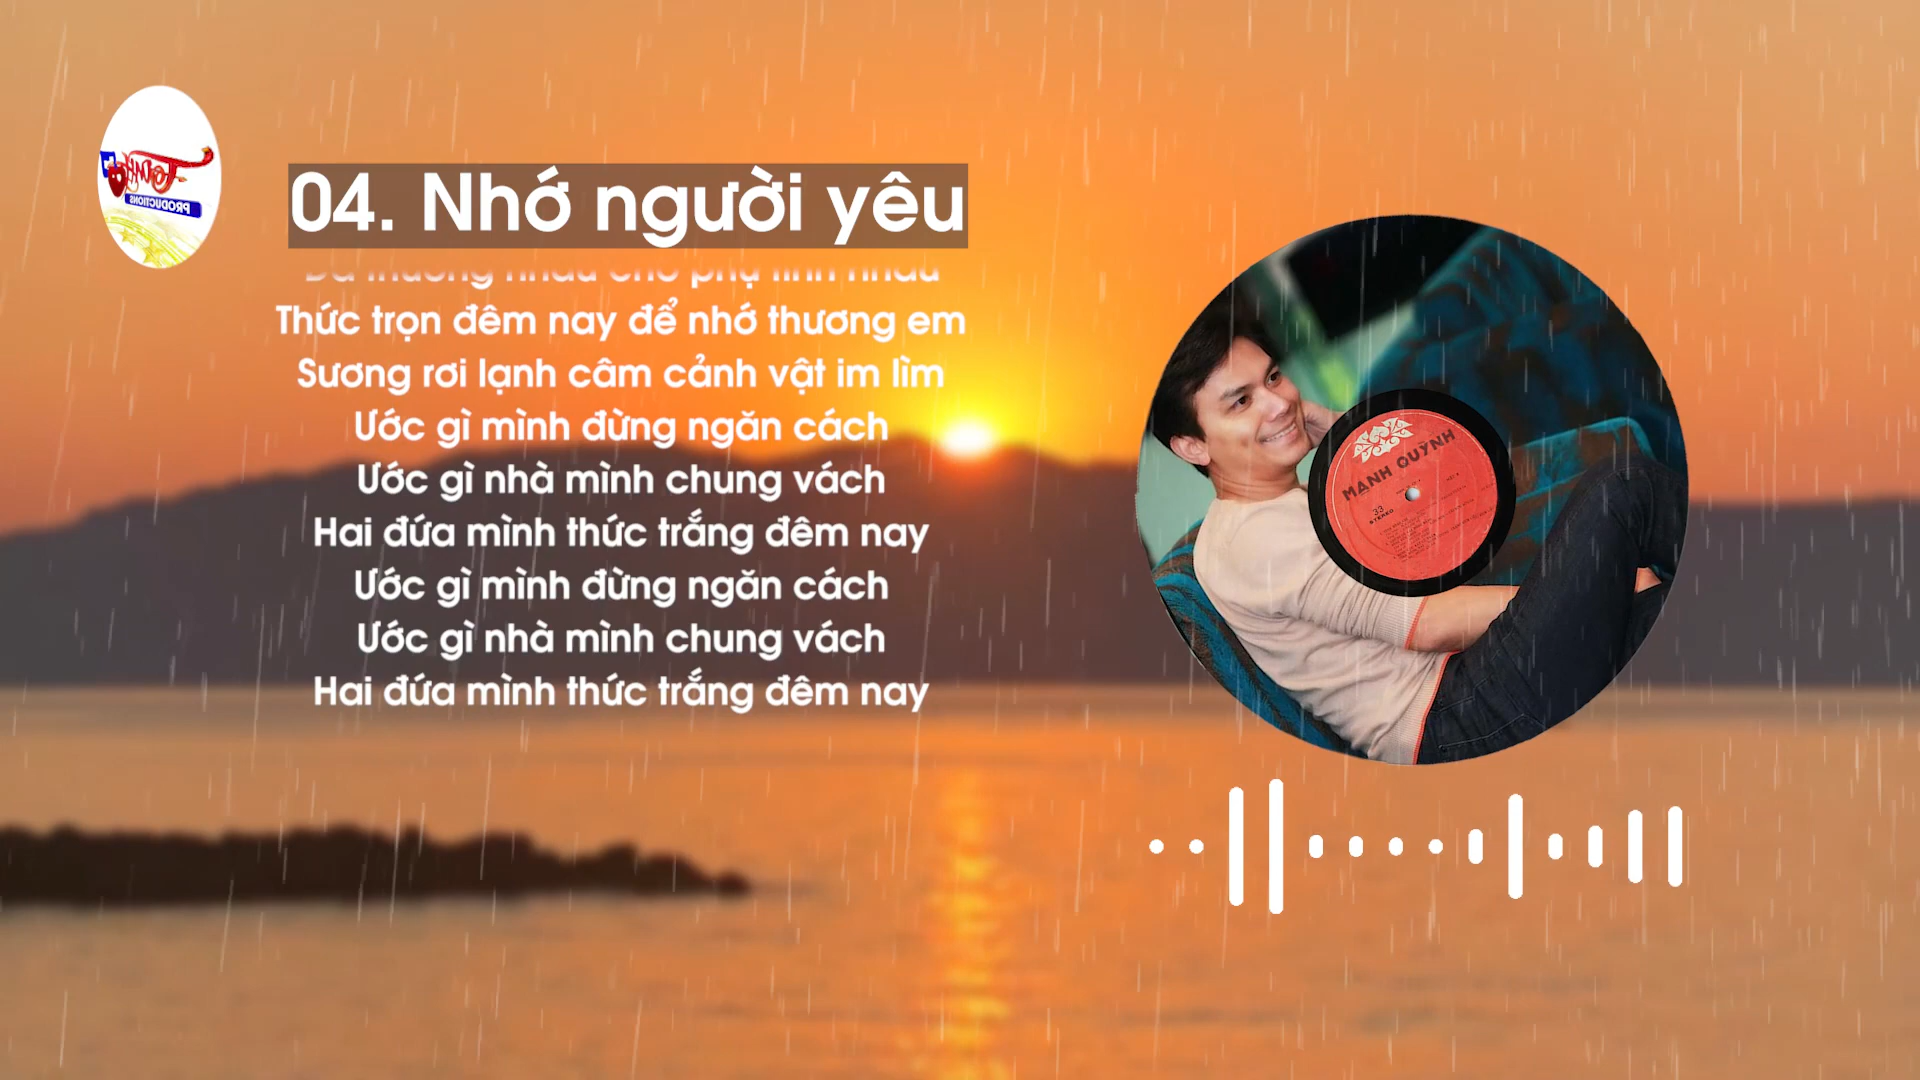 PRODUCTIONS
04. Nhớ người yêu
Thức trọn đêm nay để nhớ thương em
Sương rơi lạnh câm cảnh vật im lìm
Ước gì mình đừng ngăn cách
Ước gì nhà mình chung vách
Hai đứa mình thức trắng đêm nay
Ước gì mình đừng ngăn cách
Ước gì nhà mình chung vách
Hai đứa mình thức trắng đêm nay
MẠNH QUỲNH
33
STEREO